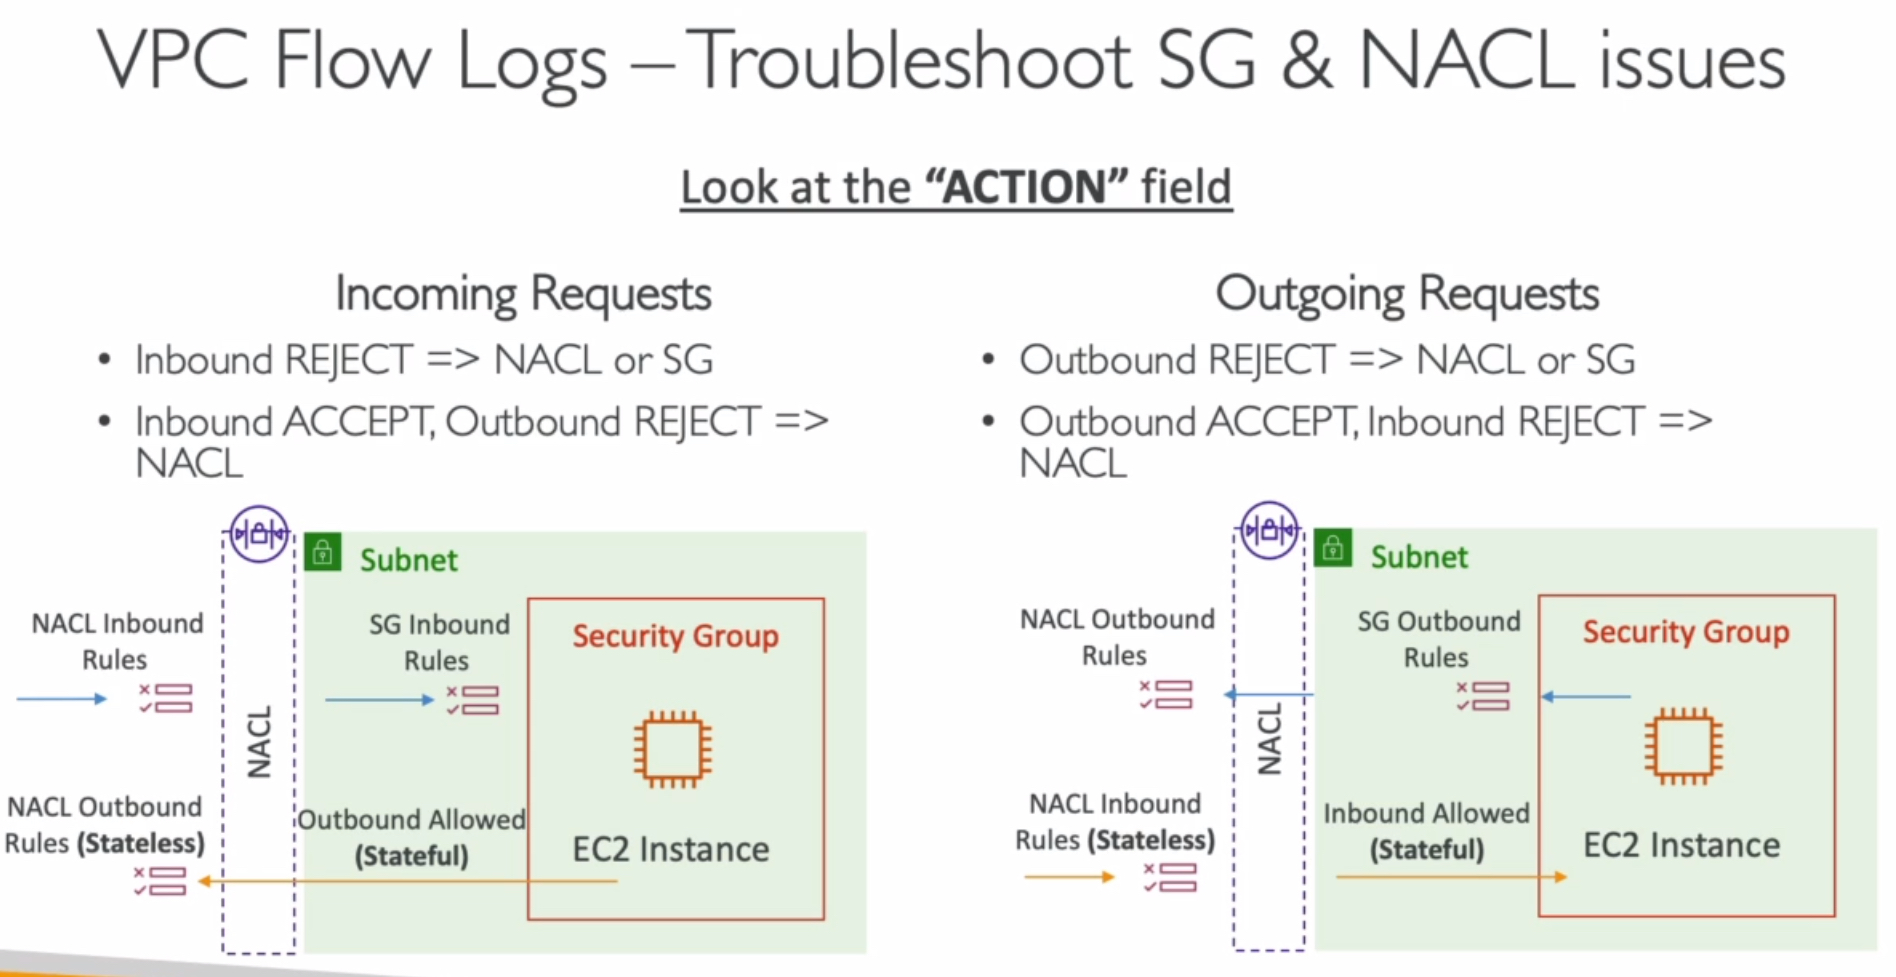 VPC Flow Logs – Troubleshoot SG & NACL issues
Look at the “ACTION” field
Incoming Requests
• Inbound REJECT => NACL or SG
• Inbound ACCEPT, Outbound REJECT =>
NACL
Outgoing Requests
• Outbound REJECT => NACL or SG
• Outbound ACCEPT, Inbound REJECT =>
NACL
Subnet
NACL Inbound
Rules
SG Inbound
Rules
Security Group
NACL
NACL Outbound
Rules (Stateless)
Outbound Allowed
(Stateful)
EC2 Instance
Subnet
NACL Outbound
Rules
SG Outbound
Rules
Security Group
NACL
NACL Inbound
Rules (Stateless)
Inbound Allowed
(Stateful)
EC2 Instance